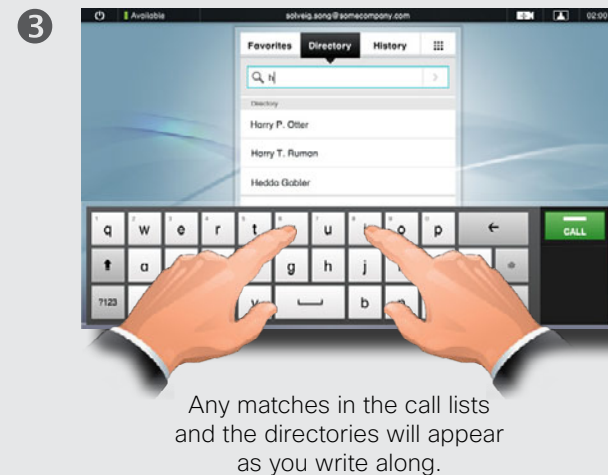 3
Available solveig.song@somecompany.com 02:00
Favorites Directory History
h
Directory
Harry P. Otter
Harry T. Ruman
Hedda Gabler
q w e r t u i o p ←
CALL
a g h j
?123 v b n
Any matches in the call lists
and the directories will appear
as you write along.